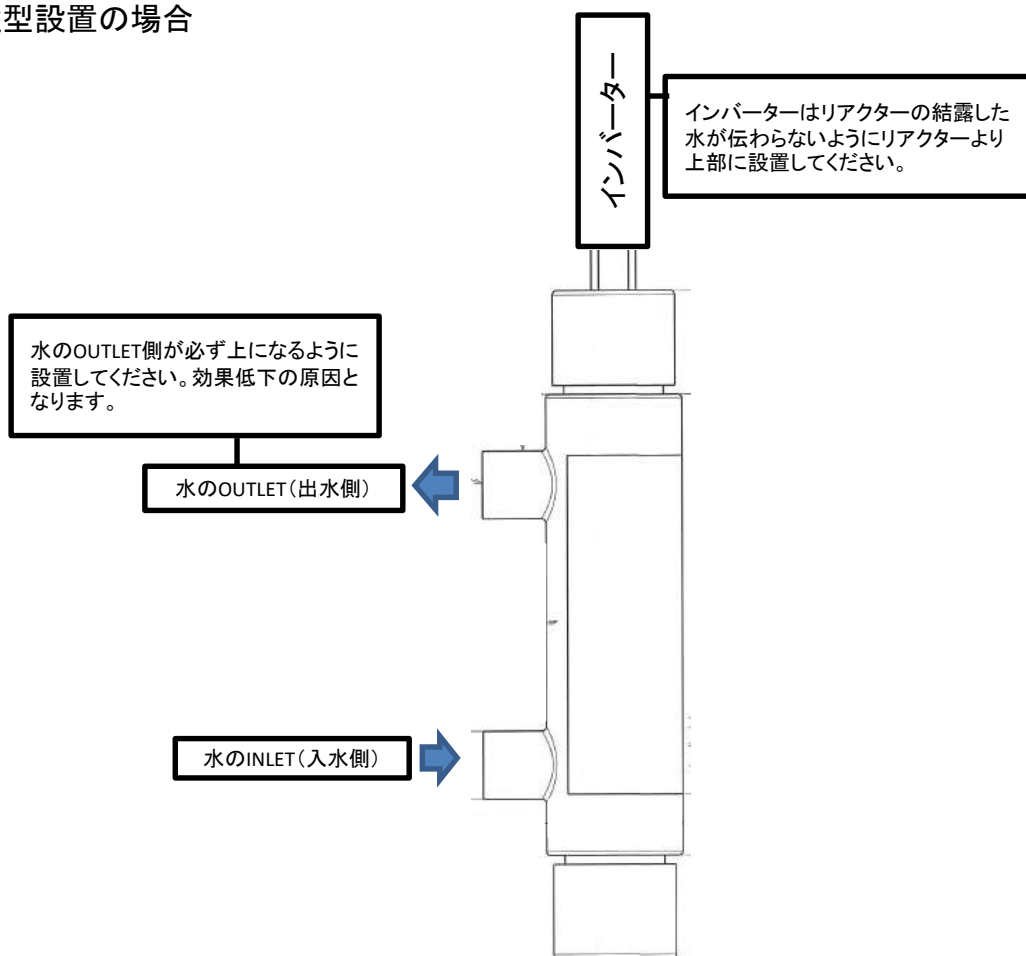 型設置の場合
インバーター
インバーターはリアクターの結露した
水が伝わらないようにリアクターより
上部に設置してください。
水のOUTLET側が必ず上になるように
設置してください。効果低下の原因と
なります。
水のOUTLET（出水側）
水のINLET（入水側）